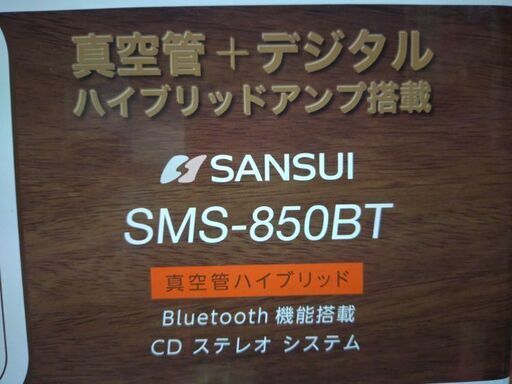 真空管＋デジタル
ハイブリッドアンプ搭載
SANSUI
SMS-850BT
真空管ハイブリッド
Bluetooth 機能搭載
CD ステレオ システム